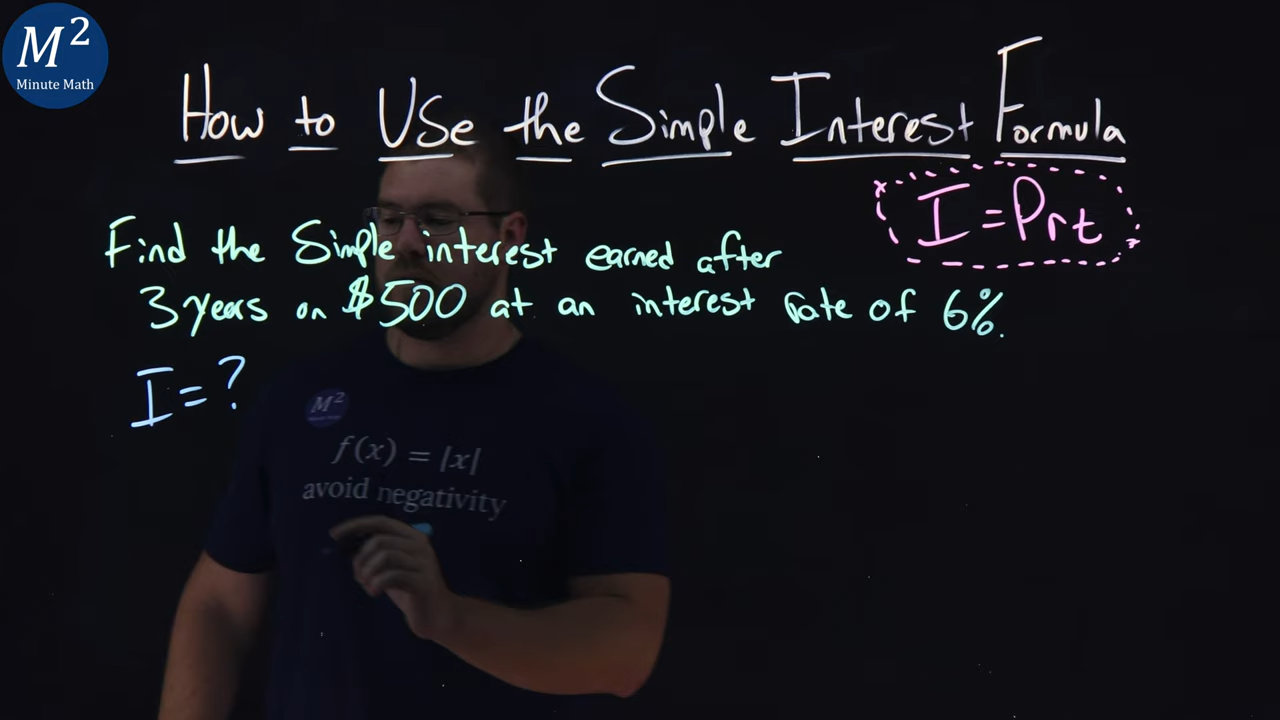 M²
Minute Math
How to Use the Simple Interest Formula
I = Prt
Find the Simple interest earned after
3 years on $500 at an interest rate of 6%.
I = ?
M²
f(x) = |x|
avoid negativity